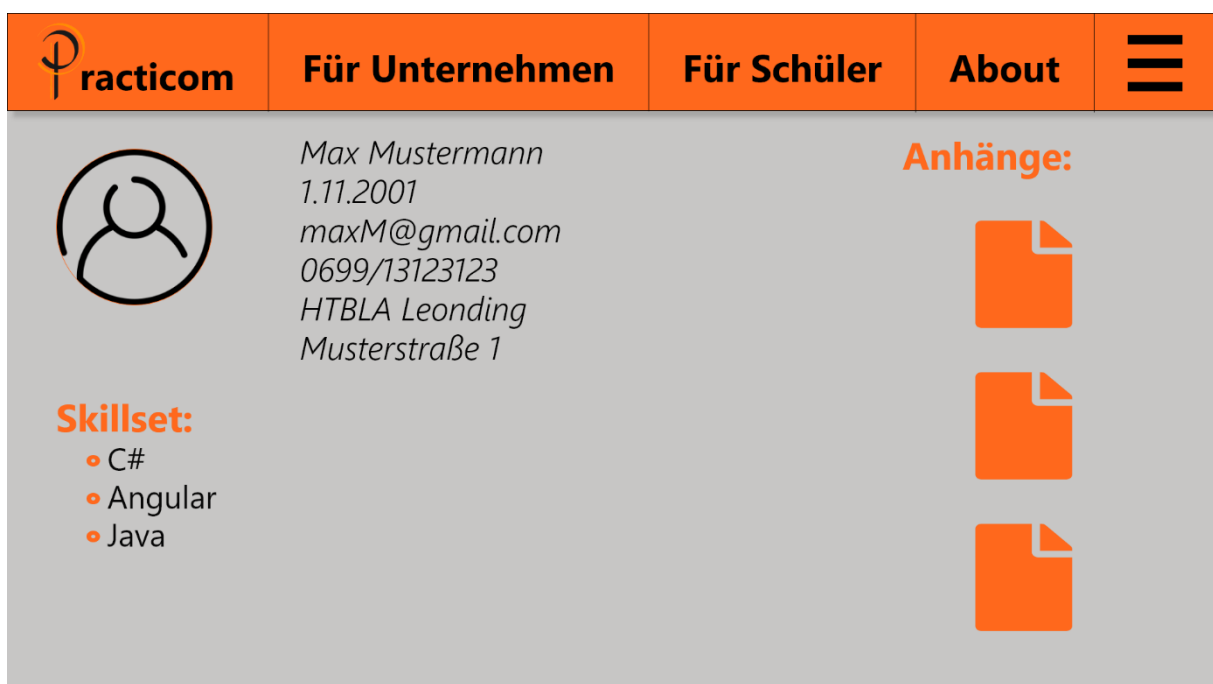 Practicom
Für Unternehmen
Für Schüler
About
Max Mustermann
1.11.2001
maxM@gmail.com
0699/13123123
HTBLA Leonding
Musterstraße 1
Anhänge:
Skillset:
C#
Angular
Java